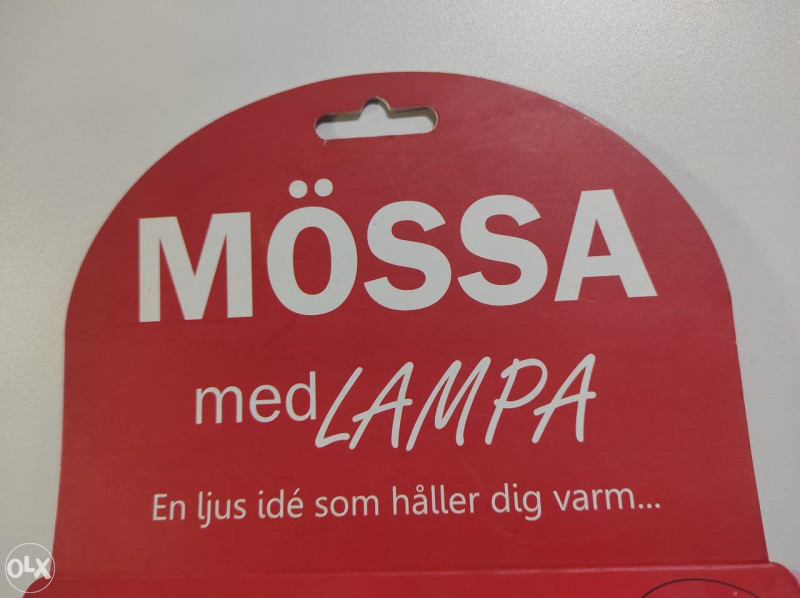 MÖSSA
med LAMPA
En ljus idé som håller dig varm...
OLX